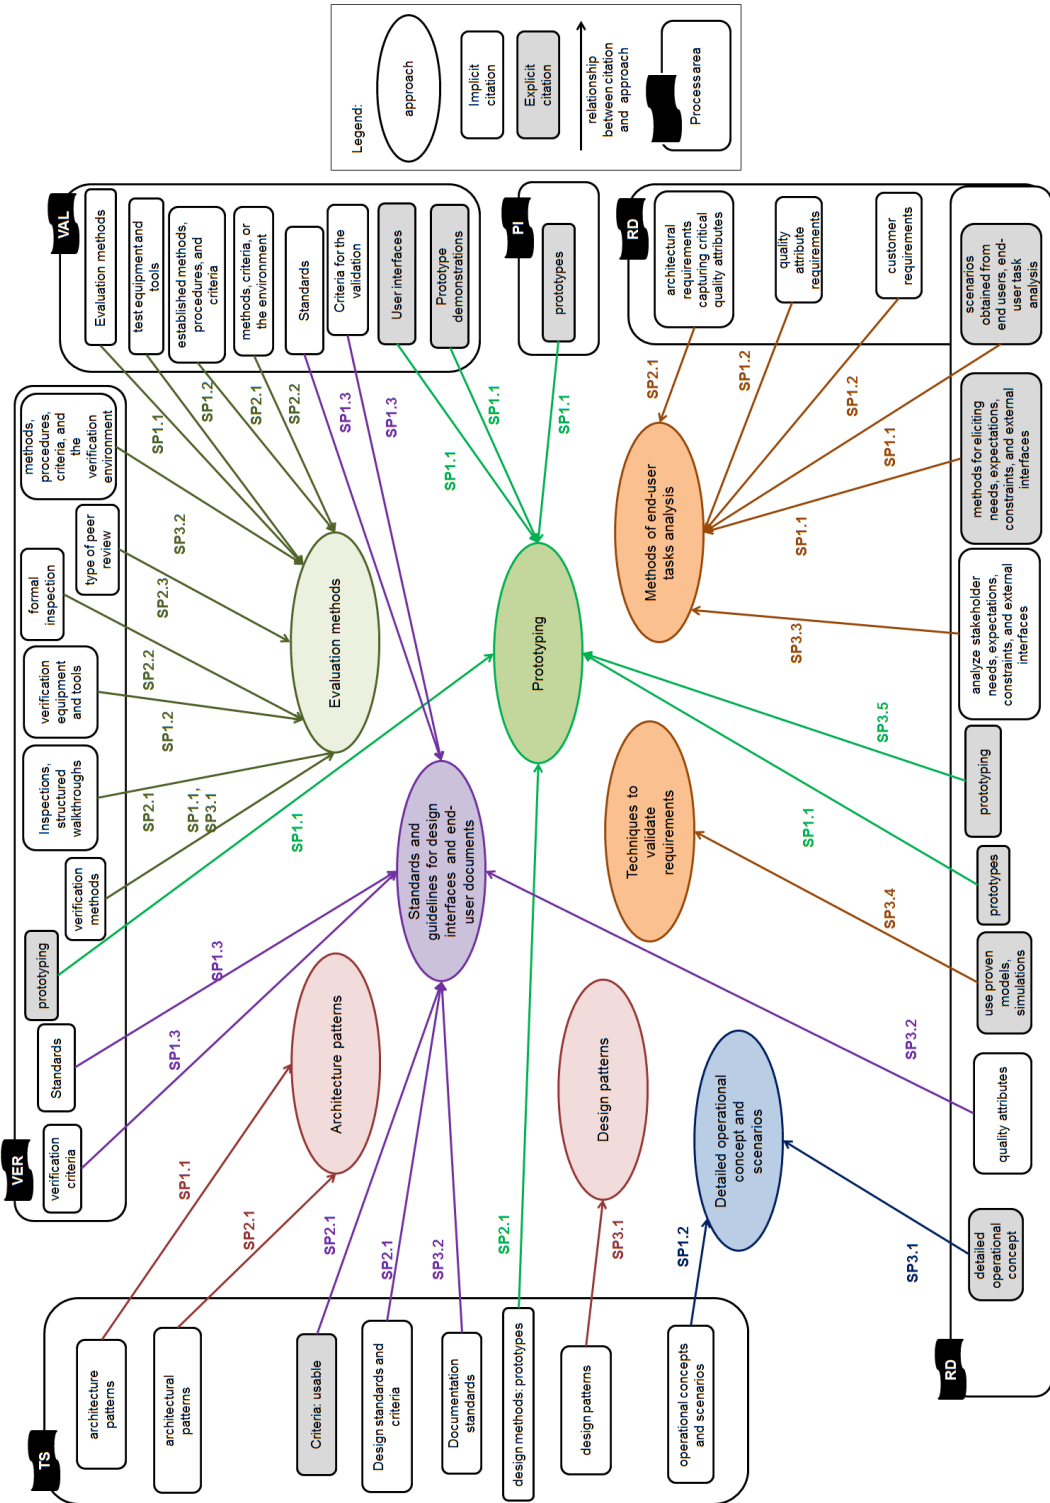 TS
architecture
patterns
architectural
patterns
Criteria: usable
Design standards and
criteria
Documentation
standards
design methods: prototypes
design patterns
operational concepts
and scenarios
VER
verification
criteria
Standards
prototyping
verification
methods
Inspections,
structured
walkthroughs
verification
equipment
and tools
formal
inspection
type of peer
review
methods,
procedures,
criteria, and
the
verification
environment
VAL
Evaluation methods
test equipment and
tools
established methods,
procedures, and
criteria
methods, criteria, or
the environment
Standards
Criteria for the
validation
User interfaces
Prototype
demonstrations
PI
prototypes
RD
architectural
requirements
capturing critical
quality attributes
quality
attribute
requirements
customer
requirements
scenarios
obtained from
end users, end-
user task
analysis
methods for eliciting
needs, expectations,
constraints, and external
interfaces
analyze stakeholder
needs, expectations,
constraints, and external
interfaces
prototyping
prototypes
use proven
models,
simulations
quality attributes
detailed
operational
concept
RD
SP1.1
SP2.1
SP2.1
SP2.1
SP3.2
SP2.1
SP3.1
SP1.2
SP1.3
SP1.3
SP1.1
SP1.1,
SP3.1
SP2.1
SP1.2
SP2.2
SP2.3
SP3.2
SP1.1
SP1.2
SP2.1
SP2.2
SP1.3
SP1.3
SP1.1
SP1.1
SP1.1
SP2.1
SP1.2
SP1.2
SP1.1
SP1.1
SP3.3
SP3.5
SP1.1
SP3.4
SP3.2
SP3.1
Architecture patterns
Evaluation methods
Standards and
guidelines for design
interfaces and end-
user documents
Prototyping
Design patterns
Techniques to
validate
requirements
Methods of end-user
tasks analysis
Detailed operational
concept and
scenarios
Legend:
approach
Implicit
citation
Explicit
citation
relationship
between citation
and approach
Process area